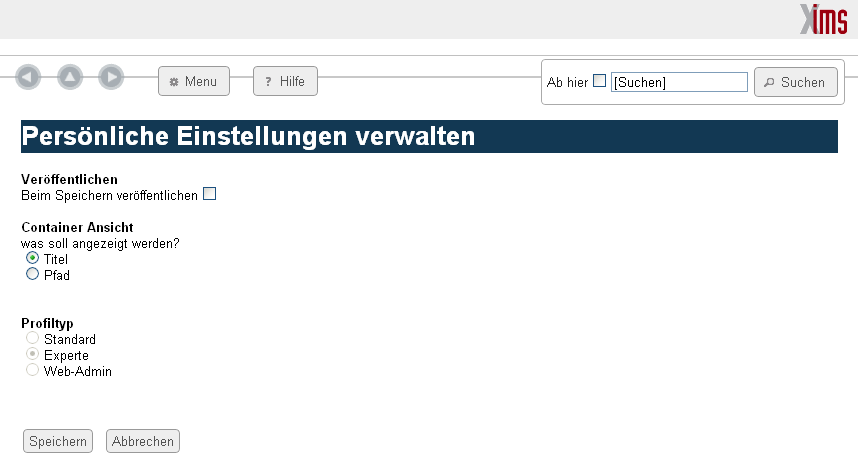 Xims
Menu
? Hilfe
Ab hier [Suchen] Suchen
Persönliche Einstellungen verwalten
Veröffentlichen
Beim Speichern veröffentlichen
Container Ansicht
was soll angezeigt werden?
Titel
Pfad
Profiltyp
Standard
Experte
Web-Admin
Speichern Abbrechen